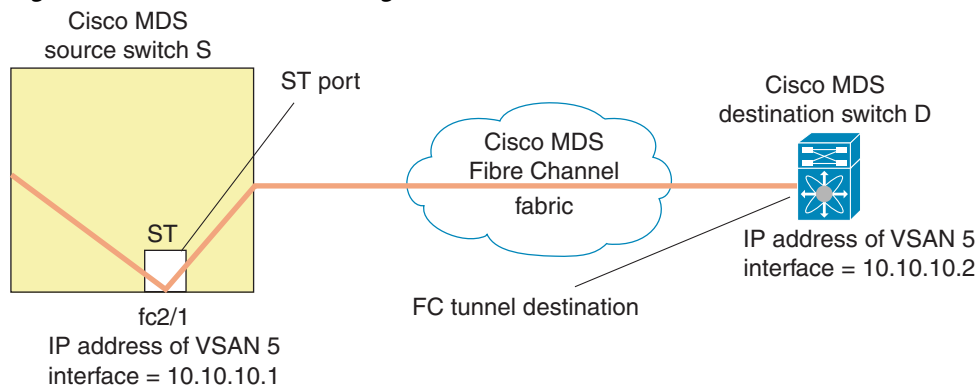 Cisco MDS
source switch S
ST port
Cisco MDS
destination switch D
Cisco MDS
Fibre Channel
fabric
ST
fc2/1
IP address of VSAN 5
interface = 10.10.10.1
FC tunnel destination
IP address of VSAN 5
interface = 10.10.10.2